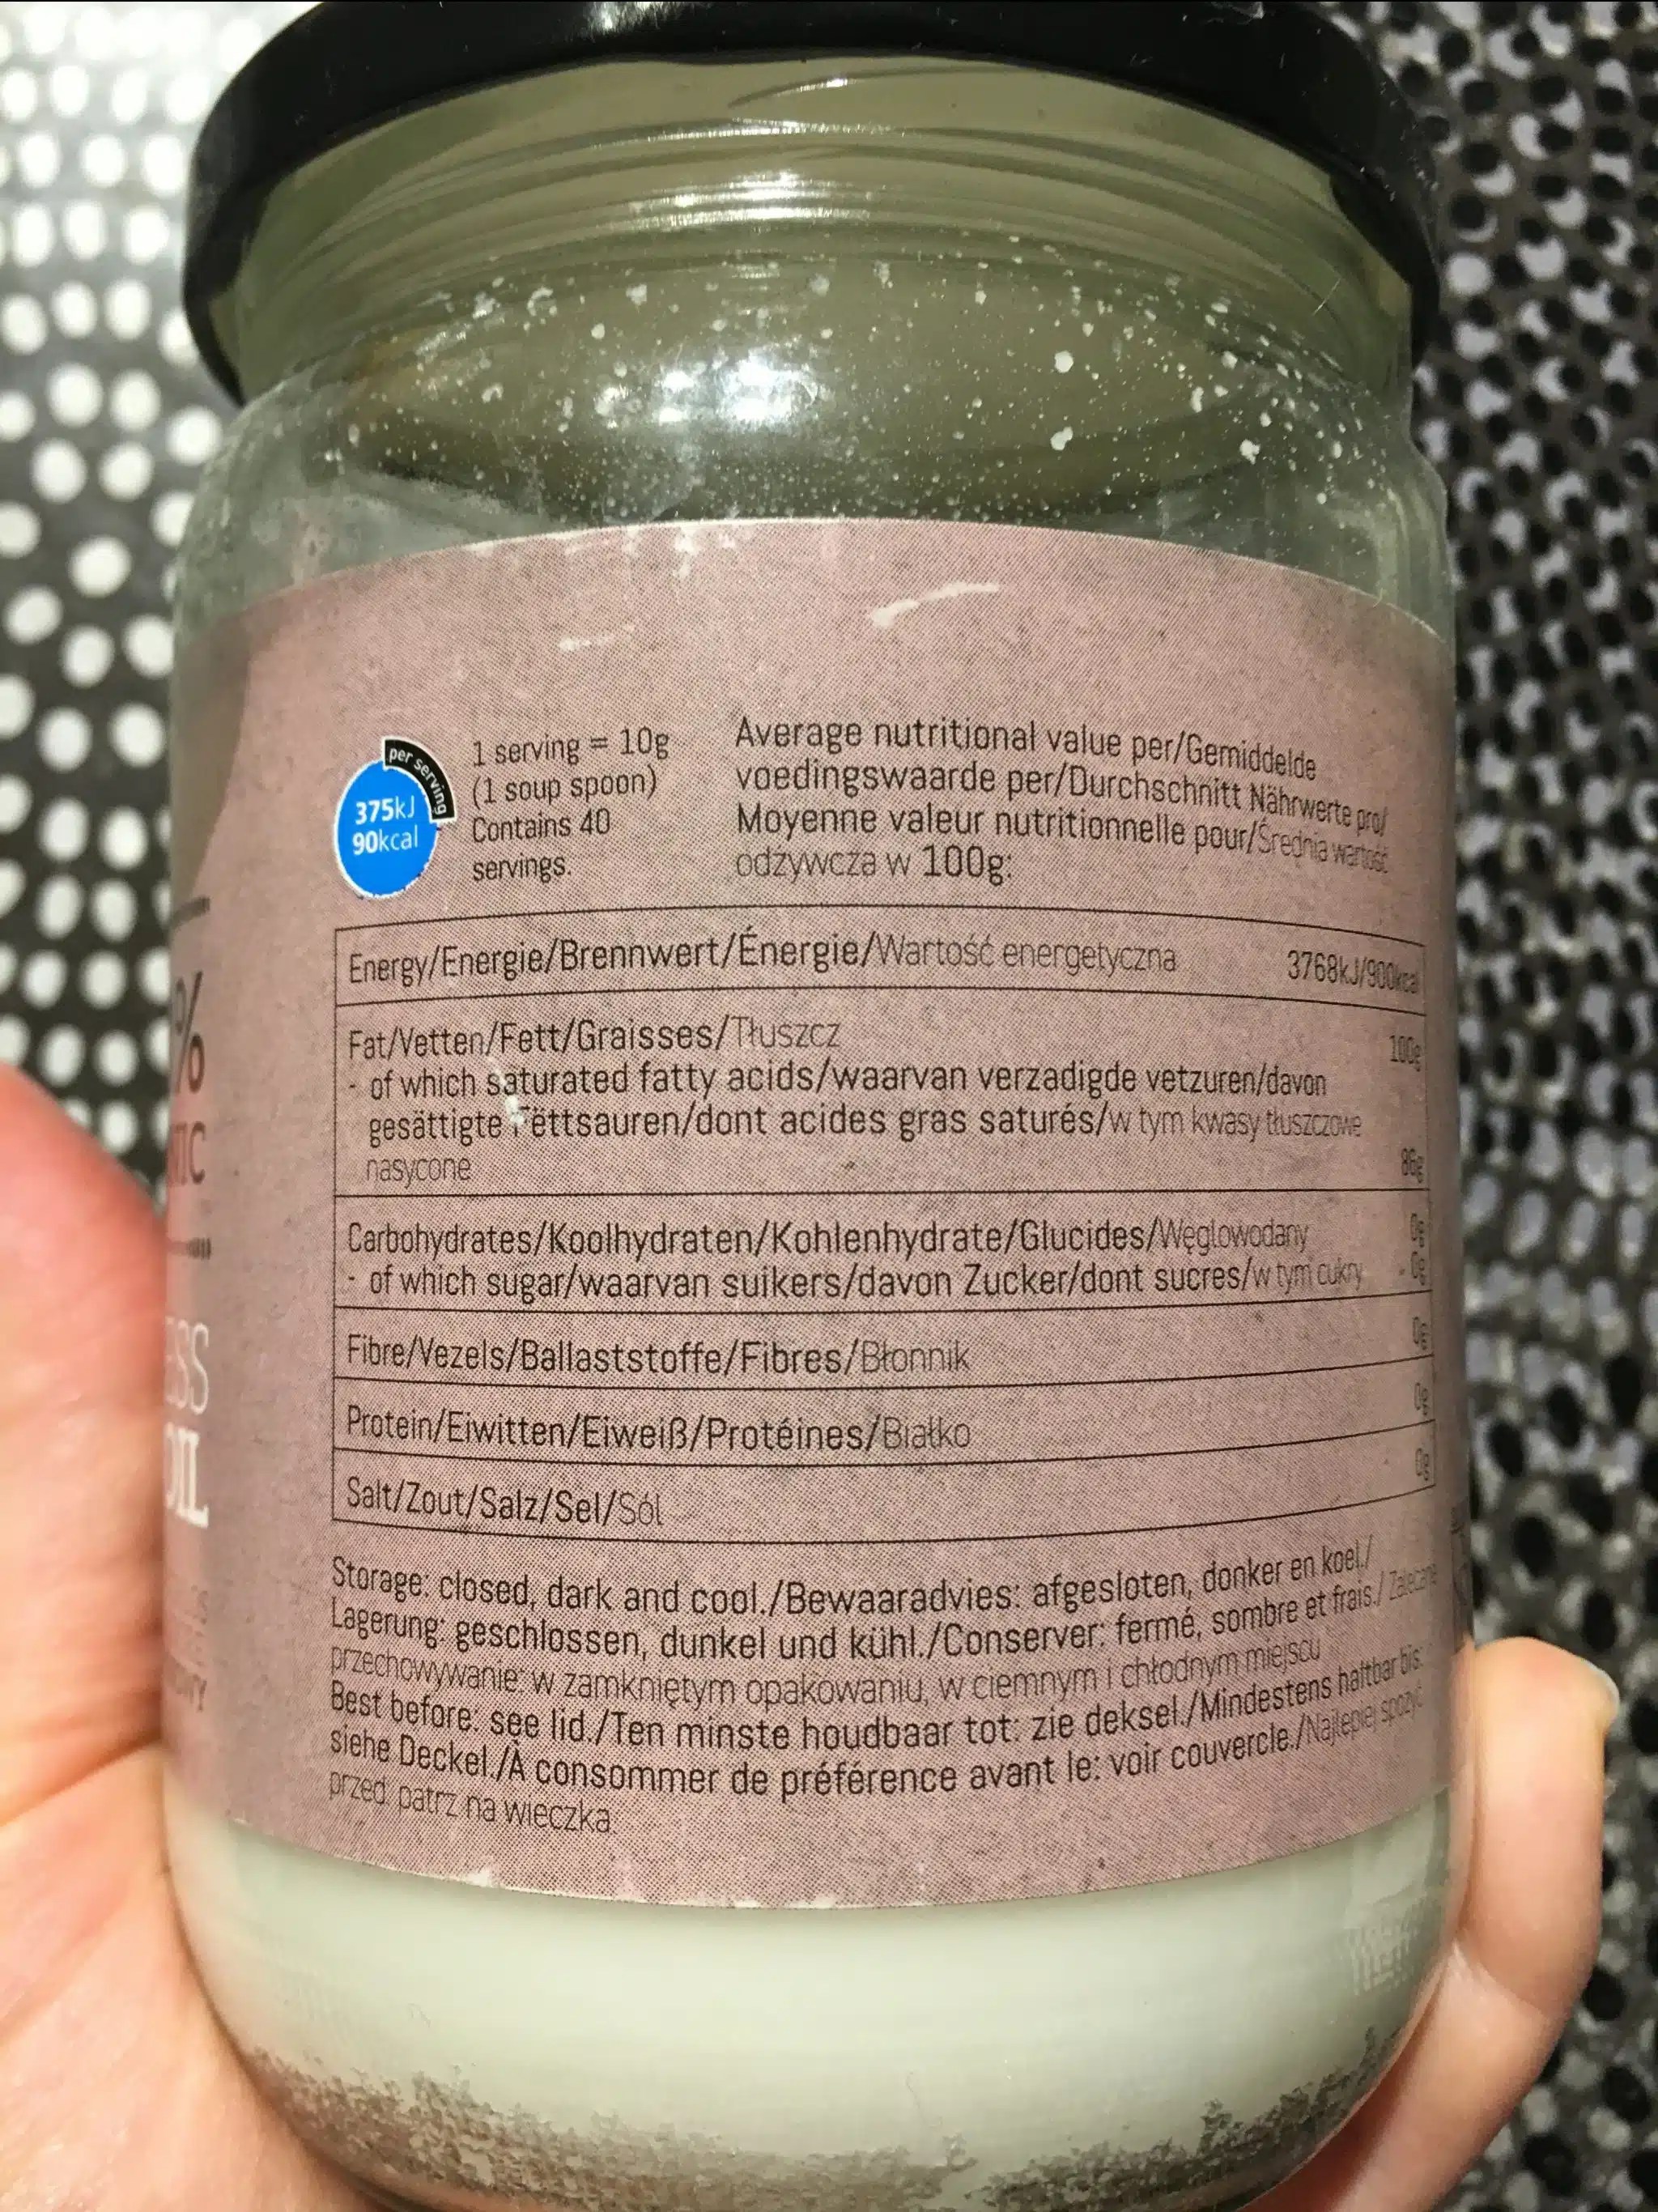 per serving
375kJ
90kcal
1 serving = 10g
(1 soup spoon)
Contains 40
servings.
Average nutritional value per/Gemiddelde
voedingswaarde per/Durchschnitt Nährwerte pro/
Moyenne valeur nutritionnelle pour/Średnia wartość
odżywcza w 100g:
Energy/Energie/Brennwert/Énergie/Wartość energetyczna 3768kJ/900kcal
Fat/Vetten/Fett/Graisses/Tłuszcz 100g
- of which saturated fatty acids/waarvan verzadigde vetzuren/davon
gesättigte Fettsauren/dont acides gras saturés/w tym kwasy tłuszczowe
nasycone 86g
Carbohydrates/Koolhydraten/Kohlenhydrate/Glucides/Węglowodany 0g
- of which sugar/waarvan suikers/davon Zucker/dont sucres/w tym cukry - 0g
Fibre/Vezels/Ballaststoffe/Fibres/Błonnik 0g
Protein/Eiwitten/Eiweiß/Protéines/Białko 0g
Salt/Zout/Salz/Sel/Sól 0g
Storage: closed, dark and cool./Bewaaradvies: afgesloten, donker en koel./
Lagerung: geschlossen, dunkel und kühl./Conserver: fermé, sombre et frais./
przechowywanie: w zamkniętym opakowaniu, w ciemnym i chłodnym miejscu
Best before: see lid./Ten minste houdbaar tot: zie deksel./Mindestens haltbar bis:
siehe Deckel./À consommer de préférence avant le: voir couvercle./Najlepiej spożyć
przed: patrz na wieczka.
%
OIL